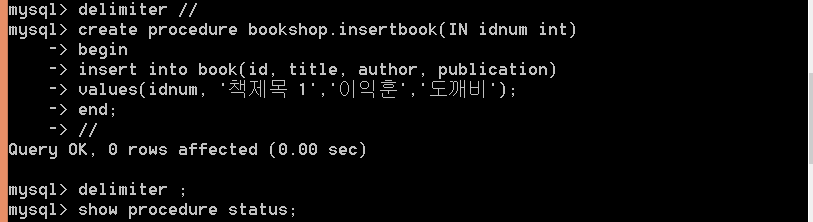 mysql> delimiter //
mysql> create procedure bookshop.insertbook(IN idnum int)
    -> begin
    -> insert into book(id, title, author, publication)
    -> values(idnum, '책제목 1','이익훈','도깨비');
    -> end;
    -> //
Query OK, 0 rows affected (0.00 sec)

mysql> delimiter ;
mysql> show procedure status;